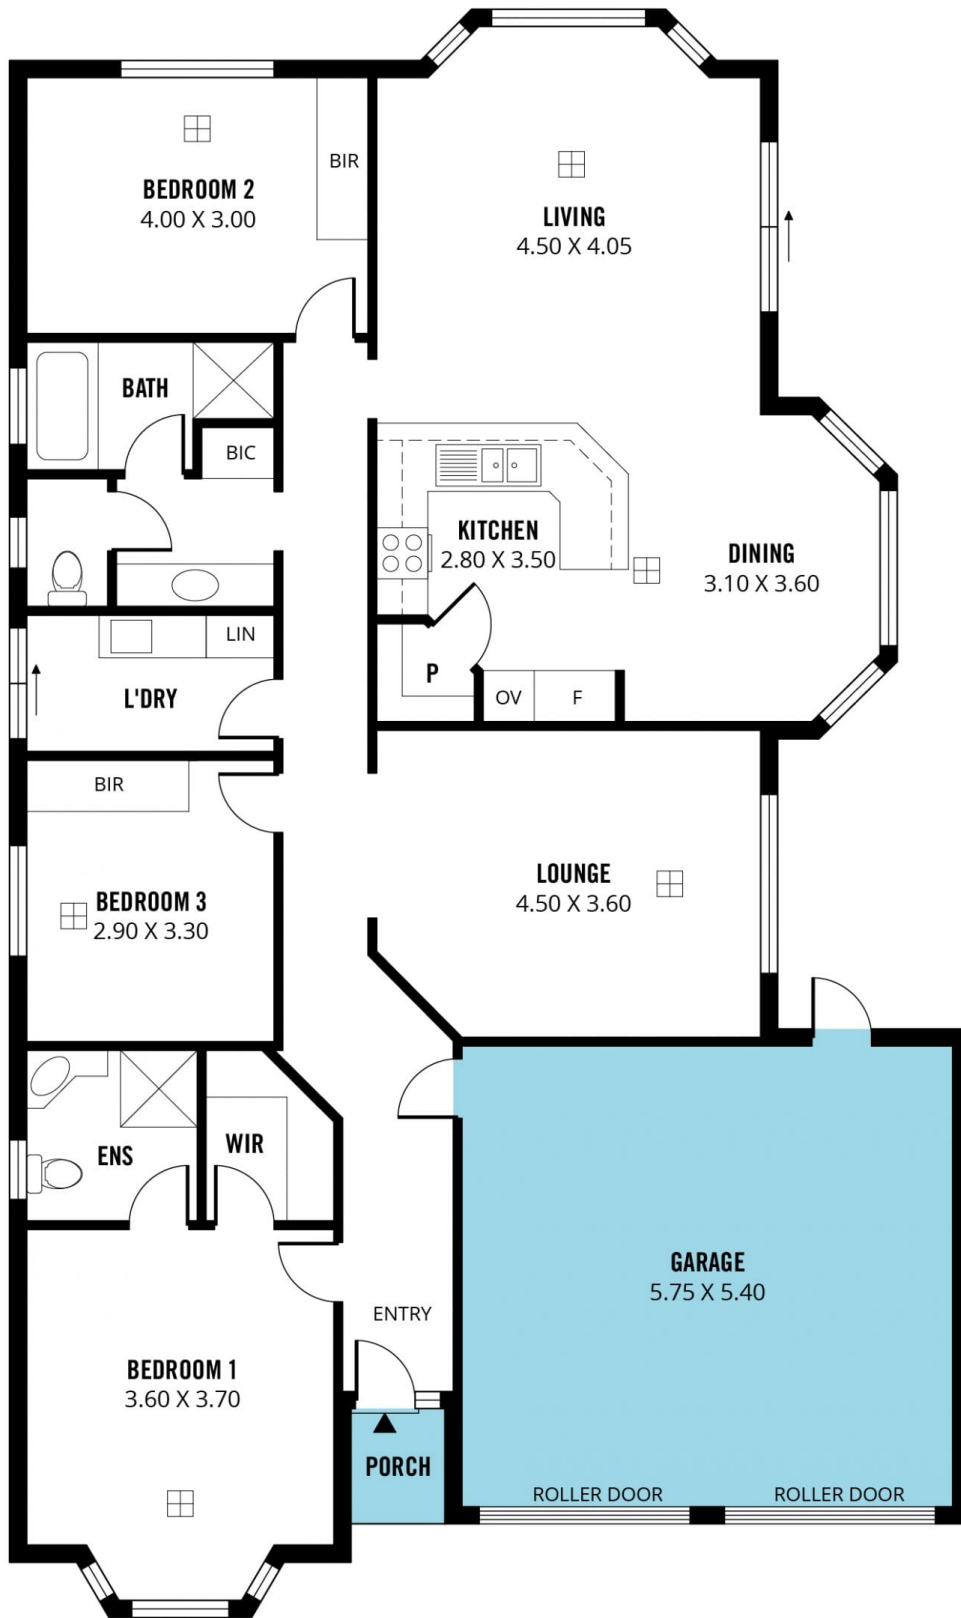 BEDROOM 2
4.00 X 3.00
BIR
LIVING
4.50 X 4.05
BATH
BIC
KITCHEN
2.80 X 3.50
DINING
3.10 X 3.60
LIN
L'DRY
P
OV
F
BIR
BEDROOM 3
2.90 X 3.30
LOUNGE
4.50 X 3.60
ENS
WIR
GARAGE
5.75 X 5.40
ENTRY
BEDROOM 1
3.60 X 3.70
PORCH
ROLLER DOOR
ROLLER DOOR